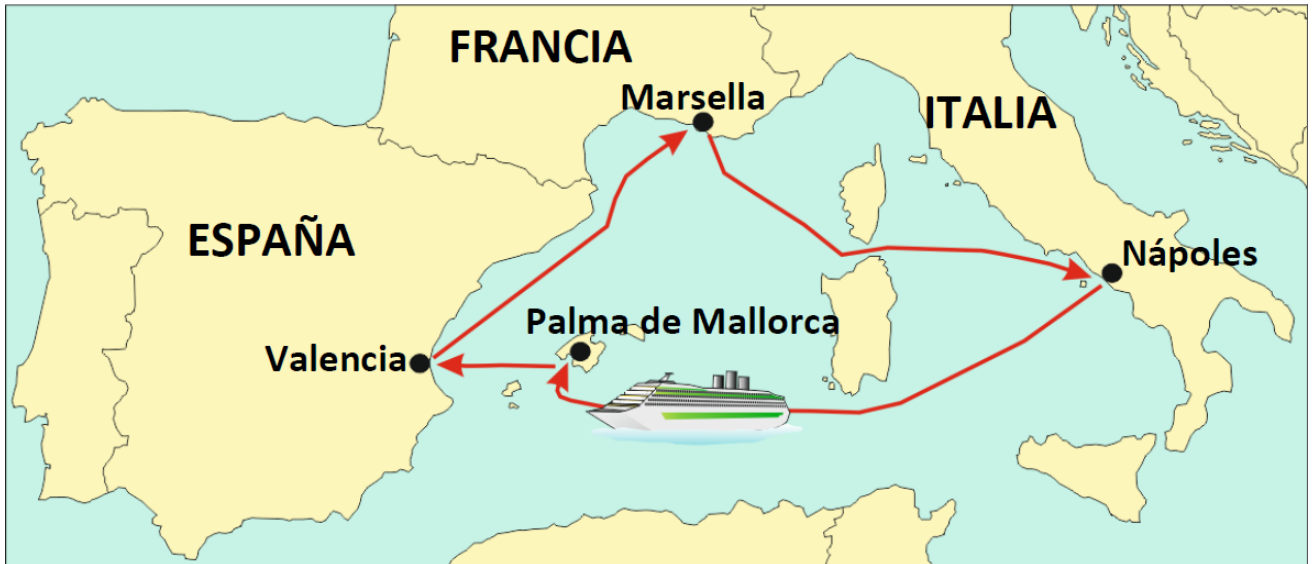 FRANCIA
Marsella
ITALIA
ESPAÑA
Nápoles
Palma de Mallorca
Valencia